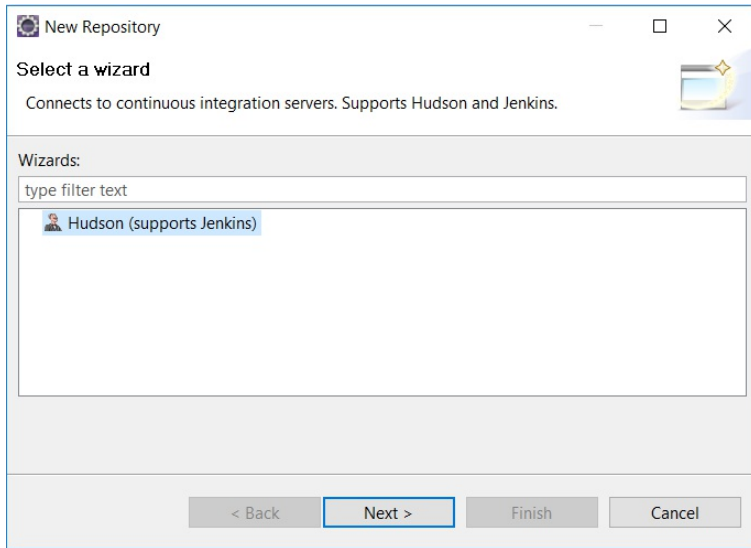 New Repository
Select a wizard
Connects to continuous integration servers. Supports Hudson and Jenkins.
Wizards:
type filter text
Hudson (supports Jenkins)
< Back Next > Finish Cancel